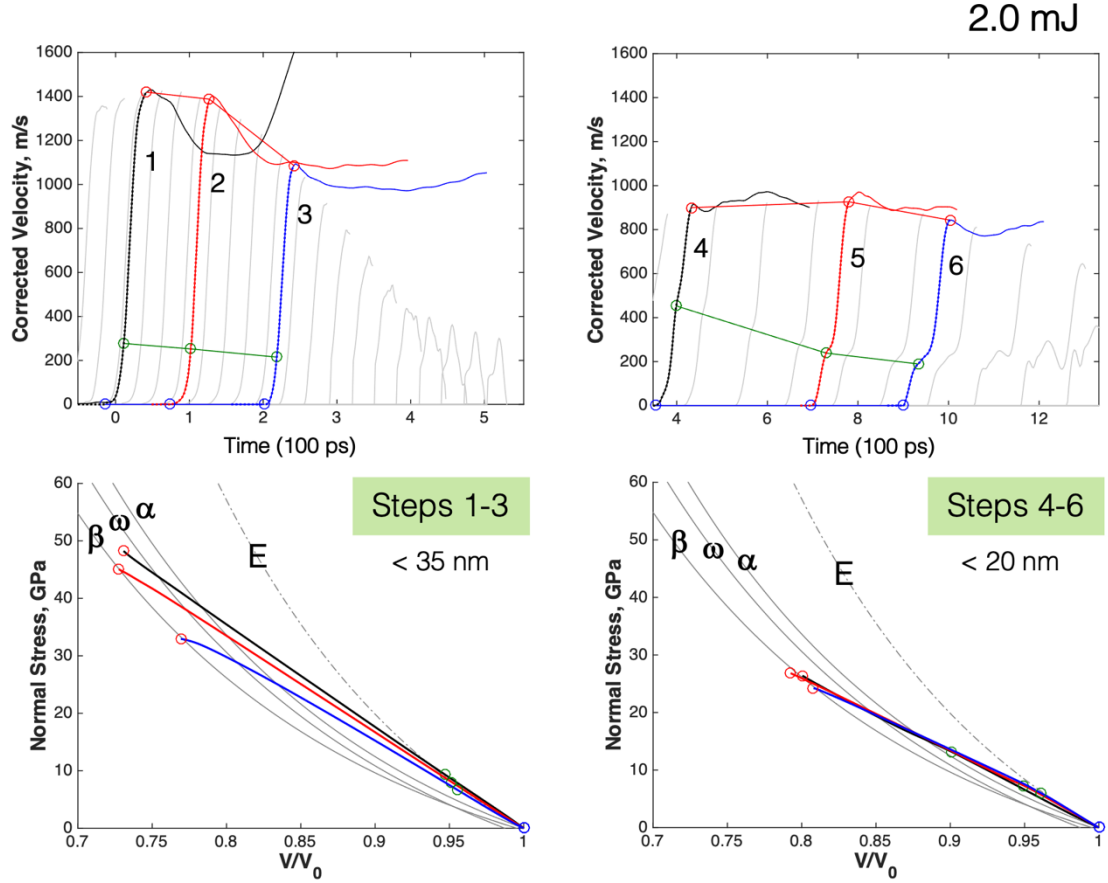 2.0 mJ
1600
1400
1200
1000
800
600
400
200
0
Corrected Velocity, m/s
1
2
3
0 1 2 3 4 5
Time (100 ps)
1600
1400
1200
1000
800
600
400
200
0
Corrected Velocity, m/s
4
5
6
4 6 8 10 12
Time (100 ps)
60
50
40
30
20
10
0
Normal Stress, GPa
β ω α
E
Steps 1-3
< 35 nm
0.7 0.75 0.8 0.85 0.9 0.95 1
V/V₀
60
50
40
30
20
10
0
Normal Stress, GPa
β ω α
E
Steps 4-6
< 20 nm
0.7 0.75 0.8 0.85 0.9 0.95 1
V/V₀